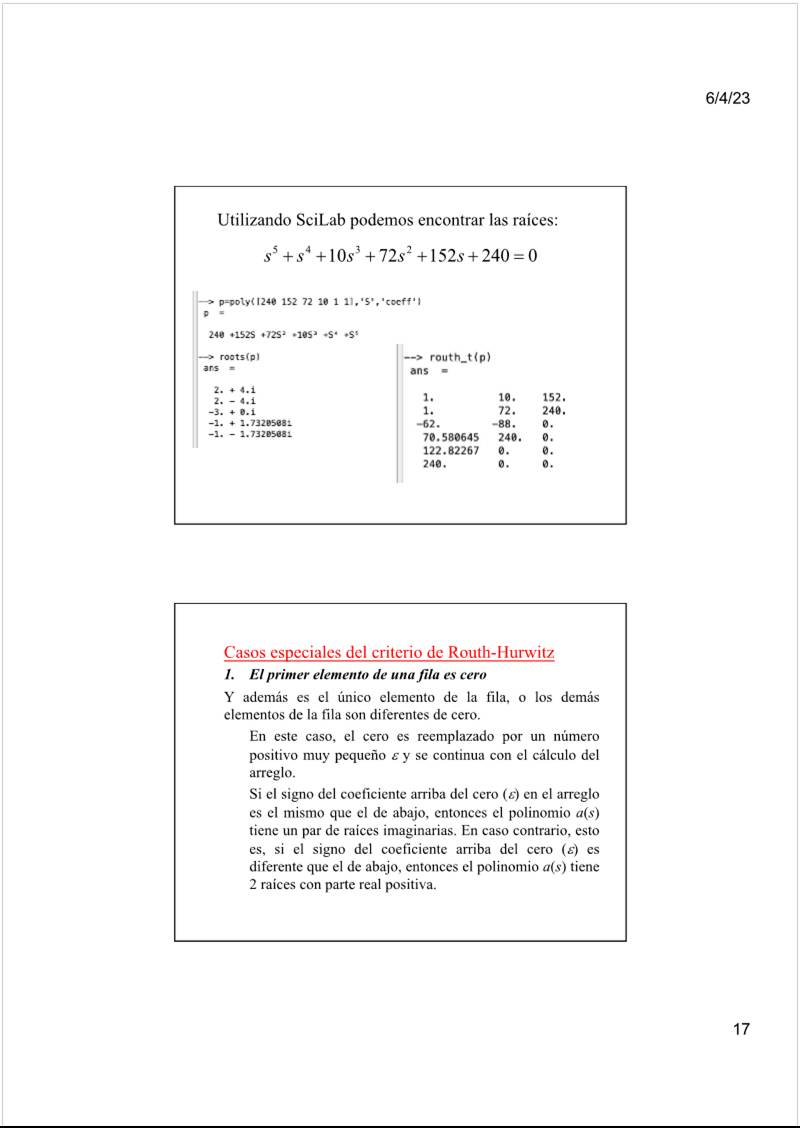 6/4/23
Utilizando SciLab podemos encontrar las raíces:
s⁵ + s⁴ + 10s³ + 72s² + 152s + 240 = 0
--> p=poly([240 152 72 10 1 1],'S','coeff')
p =
240 +152S +72S² +10S³ +S⁴ +S⁵
--> roots(p)
ans =
2. + 4.i
2. - 4.i
-3. + 0.i
-1. + 1.7320508i
-1. - 1.7320508i
--> routh_t(p)
ans =
1. 10. 152.
1. 72. 240.
-62. -88. 0.
70.580645 240. 0.
122.82267 0. 0.
240. 0. 0.
Casos especiales del criterio de Routh-Hurwitz
1. El primer elemento de una fila es cero
Y además es el único elemento de la fila, o los demás
elementos de la fila son diferentes de cero.
En este caso, el cero es reemplazado por un número
positivo muy pequeño ε y se continua con el cálculo del
arreglo.
Si el signo del coeficiente arriba del cero (ε) en el arreglo
es el mismo que el de abajo, entonces el polinomio a(s)
tiene un par de raíces imaginarias. En caso contrario, esto
es, si el signo del coeficiente arriba del cero (ε) es
diferente que el de abajo, entonces el polinomio a(s) tiene
2 raíces con parte real positiva.
17